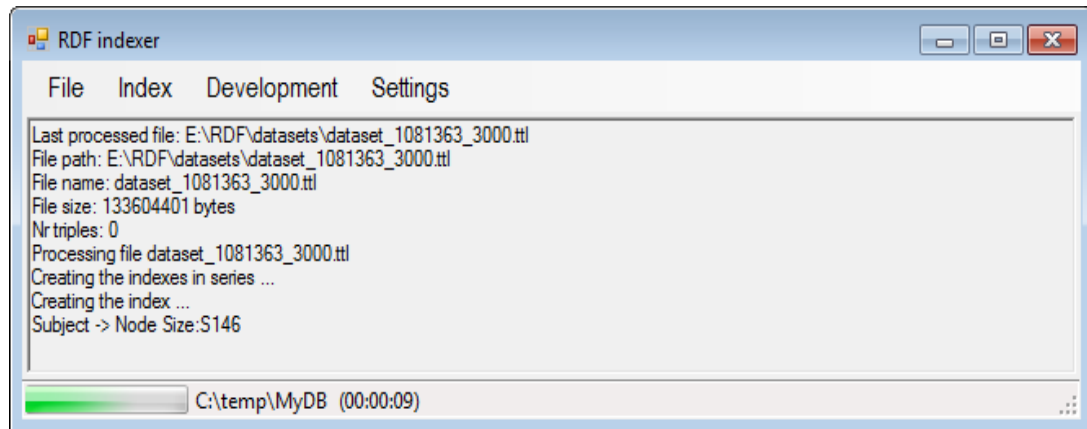 RDF indexer
File Index Development Settings
Last processed file: E:\RDF\datasets\dataset_1081363_3000.ttl
File path: E:\RDF\datasets\dataset_1081363_3000.ttl
File name: dataset_1081363_3000.ttl
File size: 133604401 bytes
Nr triples: 0
Processing file dataset_1081363_3000.ttl
Creating the indexes in series ...
Creating the index ...
Subject -> Node Size:S146
C:\temp\MyDB (00:00:09)